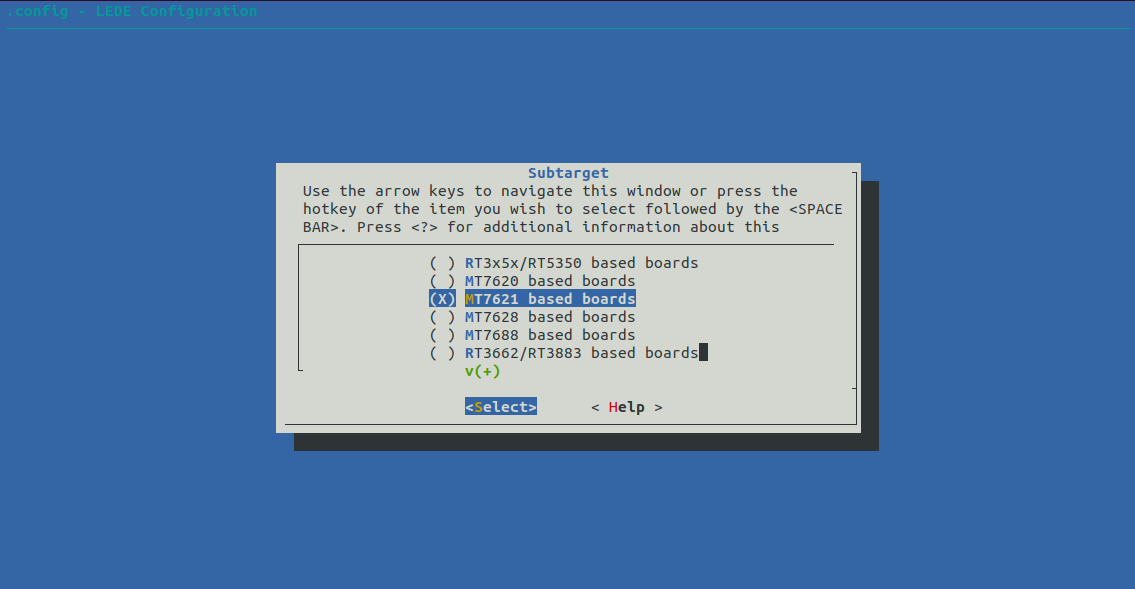 .config - LEDE Configuration
Subtarget
Use the arrow keys to navigate this window or press the
hotkey of the item you wish to select followed by the <SPACE
BAR>. Press <?> for additional information about this
( ) RT3x5x/RT5350 based boards
( ) MT7620 based boards
(X) MT7621 based boards
( ) MT7628 based boards
( ) MT7688 based boards
( ) RT3662/RT3883 based boards
v(+)
<Select> < Help >